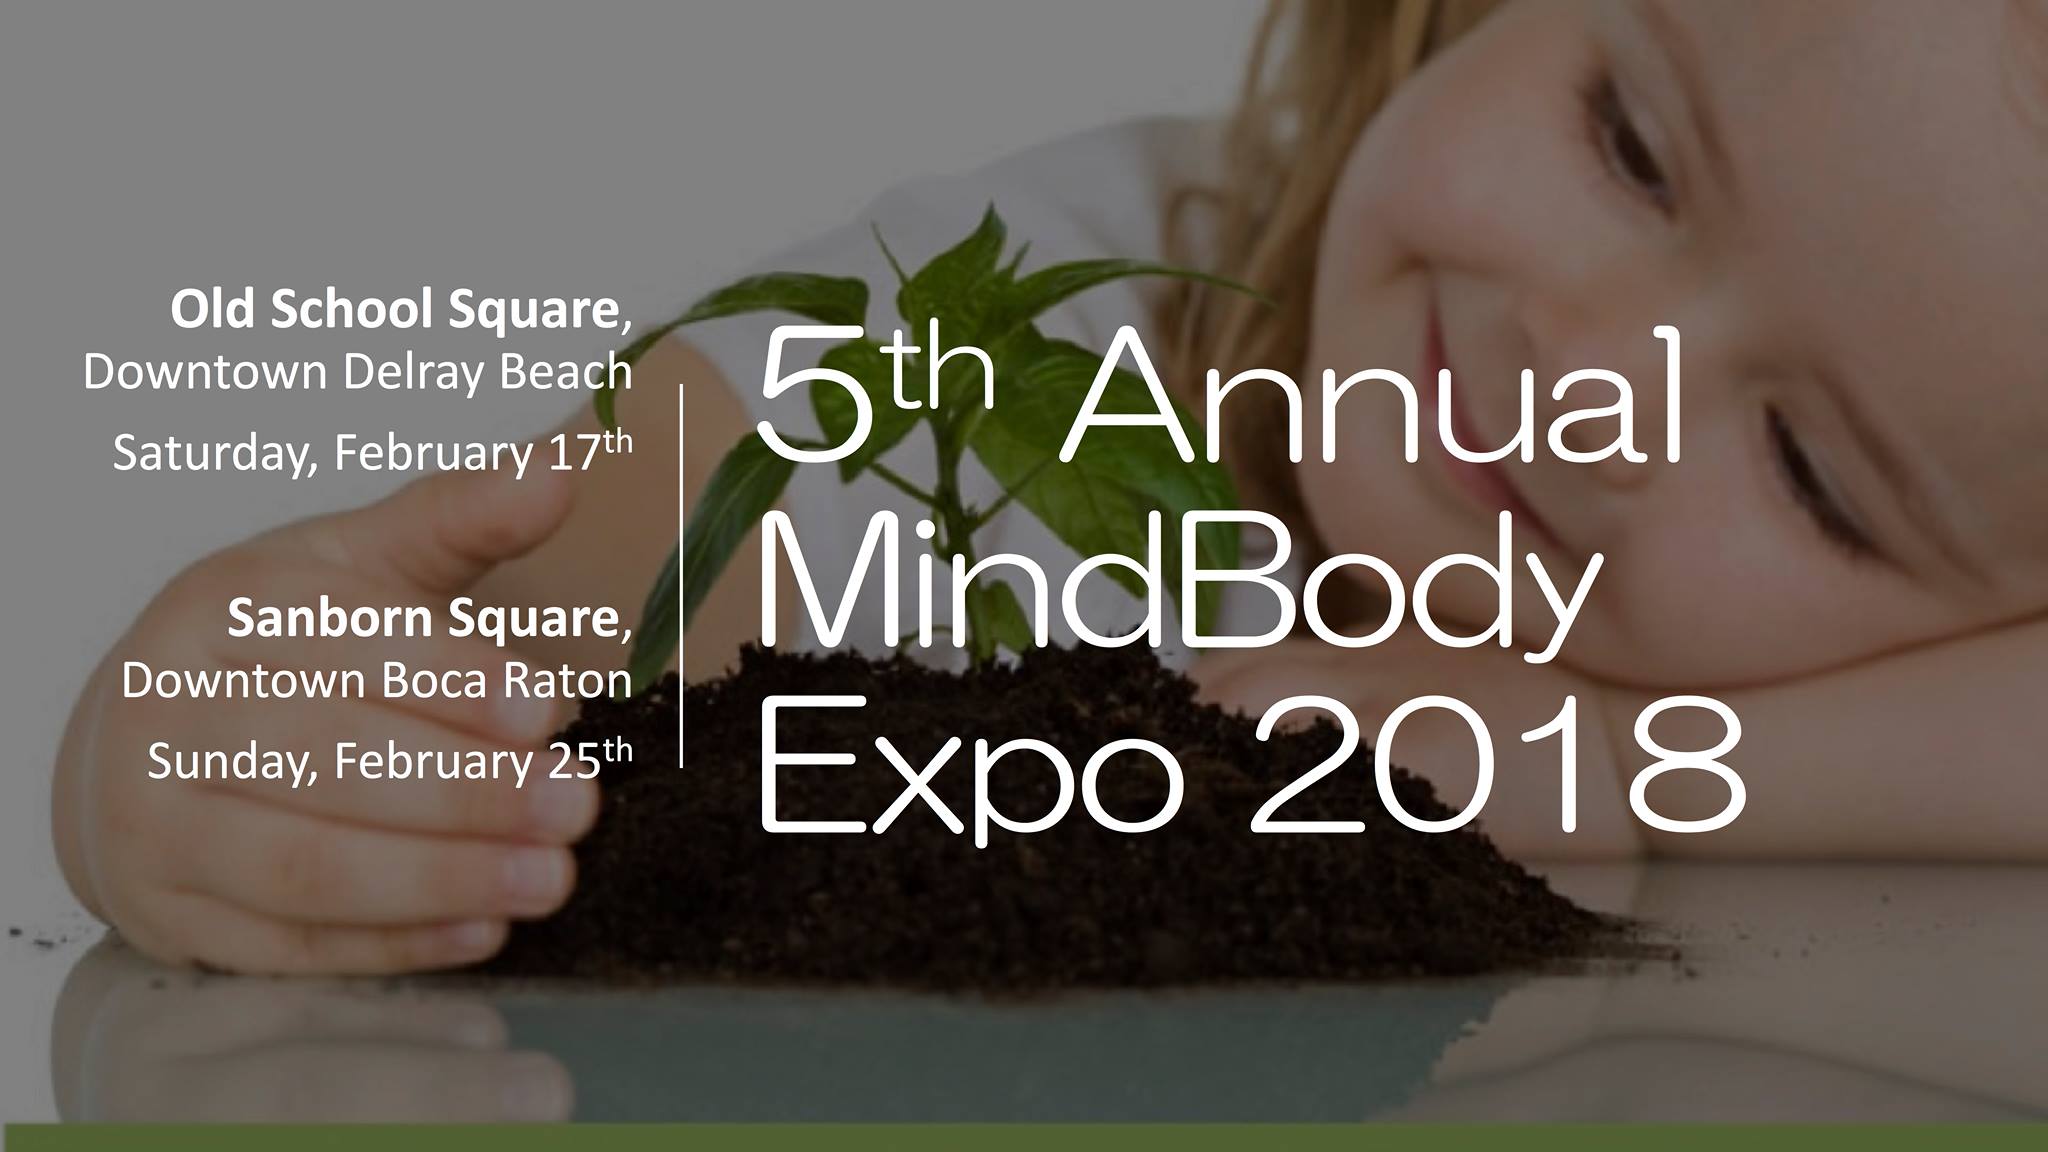 Old School Square,
Downtown Delray Beach
Saturday, February 17th
Sanborn Square,
Downtown Boca Raton
Sunday, February 25th
5th Annual
MindBody
Expo 2018